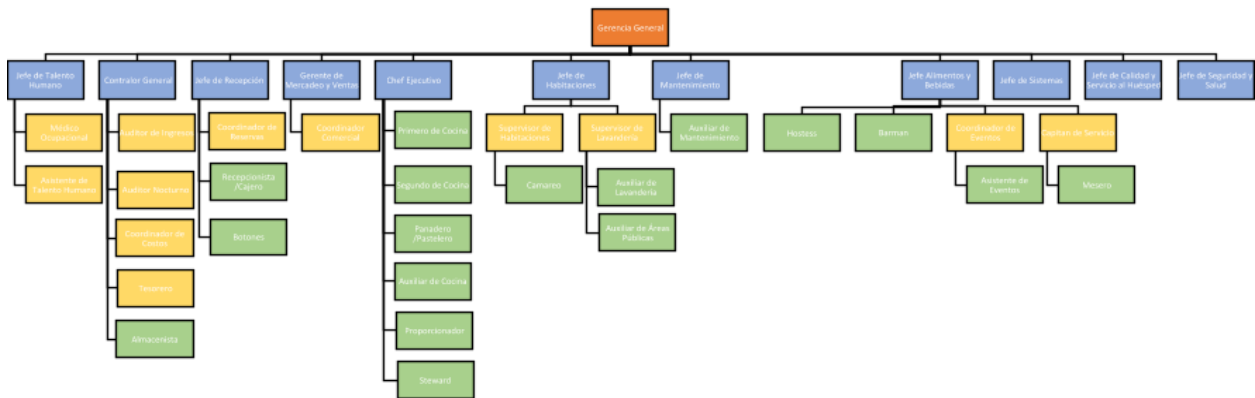 Gerencia General
Jefe de Talento
Humano
Contralor General
Jefe de Recepción
Gerente de
Mercadeo y Ventas
Chef Ejecutivo
Jefe de
Habitaciones
Jefe de
Mantenimiento
Jefe Alimentos y
Bebidas
Jefe de Sistemas
Jefe de Calidad y
Servicio al Huésped
Jefe de Seguridad y
Salud
Médico
Ocupacional
Asistente de
Talento Humano
Auditor de Ingresos
Auditor Nocturno
Coordinador de
Costos
Tesorero
Almacenista
Coordinador de
Reservas
Recepcionista
/Cajero
Botones
Coordinador
Comercial
Primero de Cocina
Segundo de Cocina
Panadero
/Pastelero
Auxiliar de Cocina
Proporcionador
Steward
Supervisor de
Habitaciones
Camarero
Supervisor de
Lavandería
Auxiliar de
Lavandería
Auxiliar de Áreas
Públicas
Auxiliar de
Mantenimiento
Hostess
Barman
Coordinador de
Eventos
Asistente de
Eventos
Capitan de Servicio
Mesero